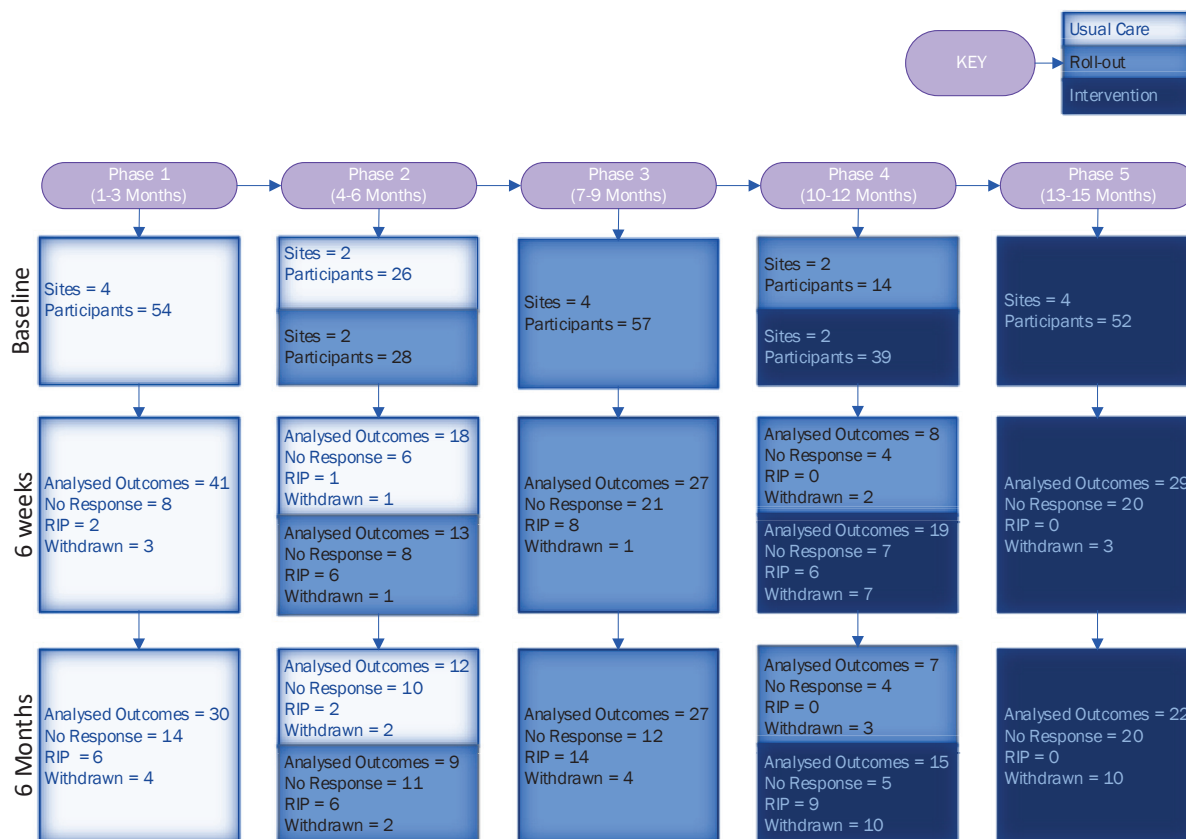 Usual Care
KEY
Roll-out
Intervention
Phase 1
(1-3 Months)
Phase 2
(4-6 Months)
Phase 3
(7-9 Months)
Phase 4
(10-12 Months)
Phase 5
(13-15 Months)
Baseline
Sites = 4
Participants = 54
Sites = 2
Participants = 26
Sites = 2
Participants = 28
Sites = 4
Participants = 57
Sites = 2
Participants = 14
Sites = 2
Participants = 39
Sites = 4
Participants = 52
6 weeks
Analysed Outcomes = 41
No Response = 8
RIP = 2
Withdrawn = 3
Analysed Outcomes = 18
No Response = 6
RIP = 1
Withdrawn = 1
Analysed Outcomes = 13
No Response = 8
RIP = 6
Withdrawn = 1
Analysed Outcomes = 27
No Response = 21
RIP = 8
Withdrawn = 1
Analysed Outcomes = 8
No Response = 4
RIP = 0
Withdrawn = 2
Analysed Outcomes = 19
No Response = 7
RIP = 6
Withdrawn = 7
Analysed Outcomes = 29
No Response = 20
RIP = 0
Withdrawn = 3
6 Months
Analysed Outcomes = 30
No Response = 14
RIP = 6
Withdrawn = 4
Analysed Outcomes = 12
No Response = 10
RIP = 2
Withdrawn = 2
Analysed Outcomes = 9
No Response = 11
RIP = 6
Withdrawn = 2
Analysed Outcomes = 27
No Response = 12
RIP = 14
Withdrawn = 4
Analysed Outcomes = 7
No Response = 4
RIP = 0
Withdrawn = 3
Analysed Outcomes = 15
No Response = 5
RIP = 9
Withdrawn = 10
Analysed Outcomes = 22
No Response = 20
RIP = 0
Withdrawn = 10